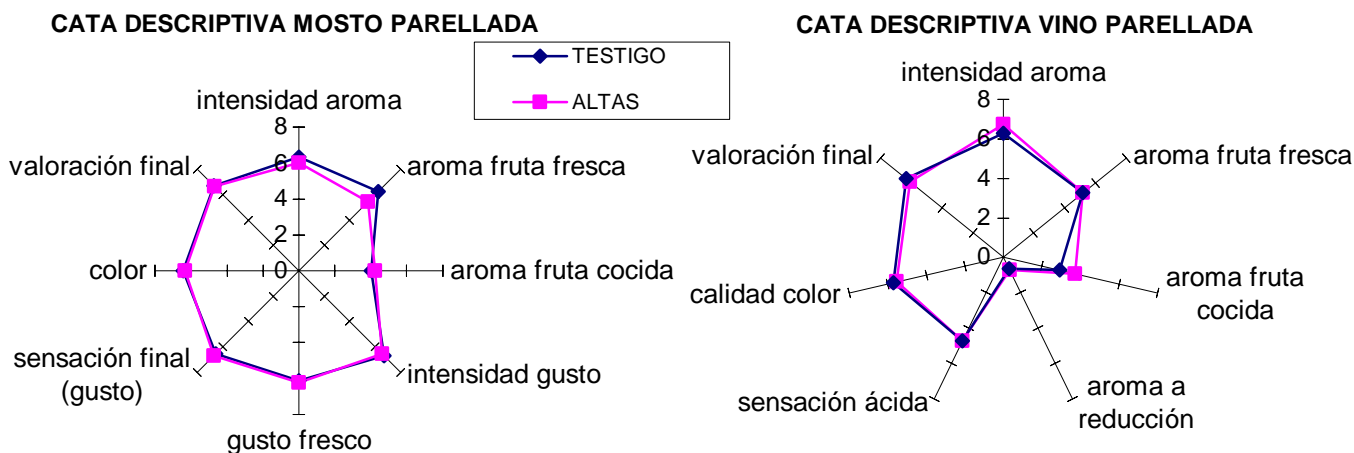 CATA DESCRIPTIVA MOSTO PARELLADA
TESTIGO
ALTAS
intensidad aroma
aroma fruta fresca
aroma fruta cocida
intensidad gusto
gusto fresco
sensación final
(gusto)
color
valoración final
8
6
4
2
0
CATA DESCRIPTIVA VINO PARELLADA
intensidad aroma
aroma fruta fresca
aroma fruta
cocida
aroma a
reducción
sensación ácida
calidad color
valoración final
8
6
4
2
0